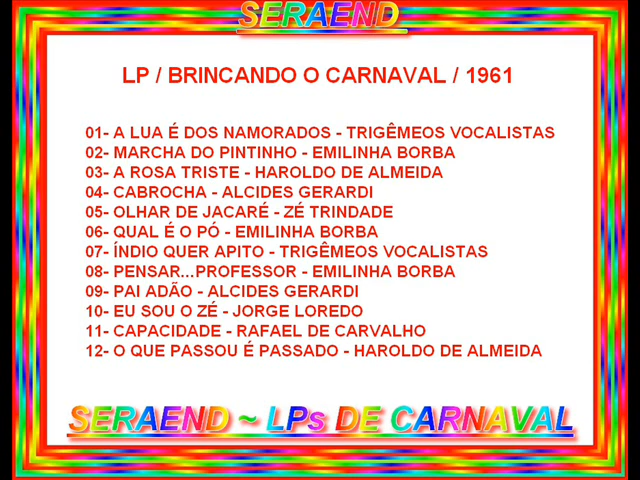 SERAEND
LP / BRINCANDO O CARNAVAL / 1961
01- A LUA É DOS NAMORADOS - TRIGÊMEOS VOCALISTAS
02- MARCHA DO PINTINHO - EMILINHA BORBA
03- A ROSA TRISTE - HAROLDO DE ALMEIDA
04- CABROCHA - ALCIDES GERARDI
05- OLHAR DE JACARÉ - ZÉ TRINDADE
06- QUAL É O PÓ - EMILINHA BORBA
07- ÍNDIO QUER APITO - TRIGÊMEOS VOCALISTAS
08- PENSAR...PROFESSOR - EMILINHA BORBA
09- PAI ADÃO - ALCIDES GERARDI
10- EU SOU O ZÉ - JORGE LOREDO
11- CAPACIDADE - RAFAEL DE CARVALHO
12- O QUE PASSOU É PASSADO - HAROLDO DE ALMEIDA
SERAEND ~ LPs DE CARNAVAL